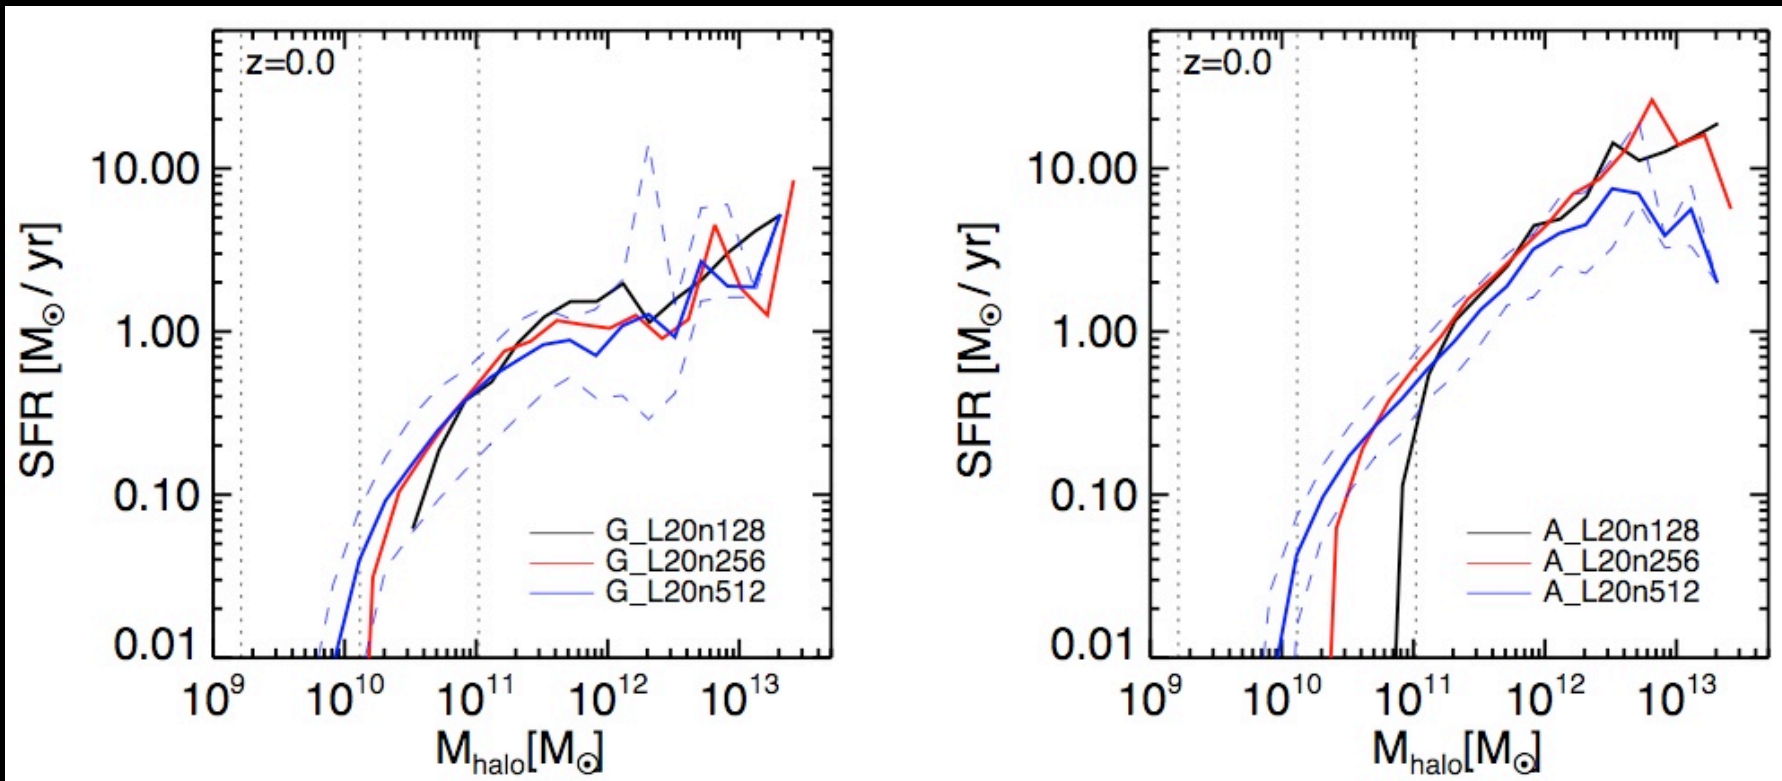 z=0.0
10.00
1.00
0.10
0.01
SFR [M☉/ yr]
G_L20n128
G_L20n256
G_L20n512
10⁹ 10¹⁰ 10¹¹ 10¹² 10¹³
Mhalo[M☉]
z=0.0
10.00
1.00
0.10
0.01
SFR [M☉/ yr]
A_L20n128
A_L20n256
A_L20n512
10⁹ 10¹⁰ 10¹¹ 10¹² 10¹³
Mhalo[M☉]